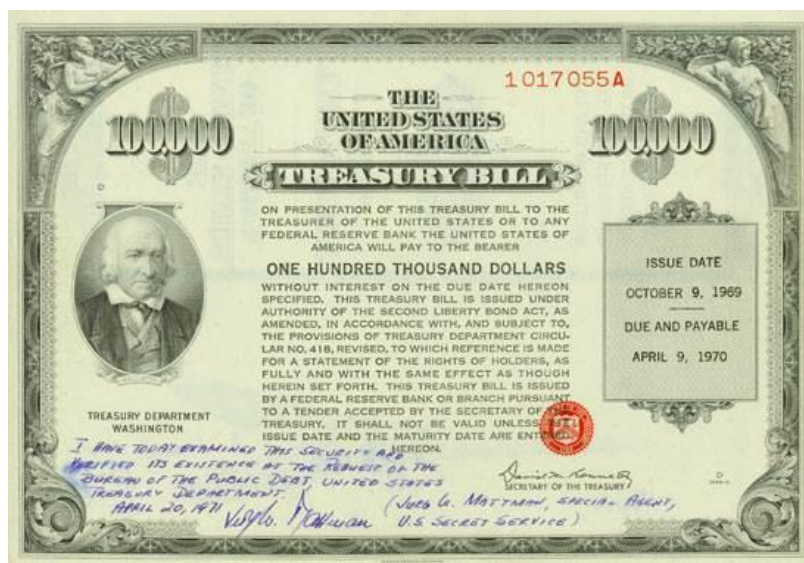 1017055A
THE
UNITED STATES
OF AMERICA
TREASURY BILL
$100,000
$100,000
ON PRESENTATION OF THIS TREASURY BILL TO THE
TREASURER OF THE UNITED STATES OR TO ANY
FEDERAL RESERVE BANK THE UNITED STATES OF
AMERICA WILL PAY TO THE BEARER
ONE HUNDRED THOUSAND DOLLARS
WITHOUT INTEREST ON THE DUE DATE HEREON
SPECIFIED. THIS TREASURY BILL IS ISSUED UNDER
AUTHORITY OF THE SECOND LIBERTY BOND ACT, AS
AMENDED, IN ACCORDANCE WITH, AND SUBJECT TO,
THE PROVISIONS OF TREASURY DEPARTMENT CIRCU-
LAR NO. 418, REVISED, TO WHICH REFERENCE IS MADE
FOR A STATEMENT OF THE RIGHTS OF HOLDERS, AS
FULLY AND WITH THE SAME EFFECT AS THOUGH
HEREIN SET FORTH. THIS TREASURY BILL IS ISSUED
BY A FEDERAL RESERVE BANK OR BRANCH PURSUANT
TO A TENDER ACCEPTED BY THE SECRETARY OF THE
TREASURY. IT SHALL NOT BE VALID UNLESS THE
ISSUE DATE AND THE MATURITY DATE ARE ENTERED
HEREON.
ISSUE DATE
OCTOBER 9, 1969
DUE AND PAYABLE
APRIL 9, 1970
TREASURY DEPARTMENT
WASHINGTON
I HAVE TODAY EXAMINED THIS SECURITY AND
VERIFIED ITS EXISTENCE AT THE REQUEST OF THE
BUREAU OF THE PUBLIC DEBT, UNITED STATES
TREASURY DEPARTMENT.
APRIL 20, 1971
(JURG W. MATTMAN, SPECIAL AGENT,
U.S. SECRET SERVICE)
SECRETARY OF THE TREASURY
D